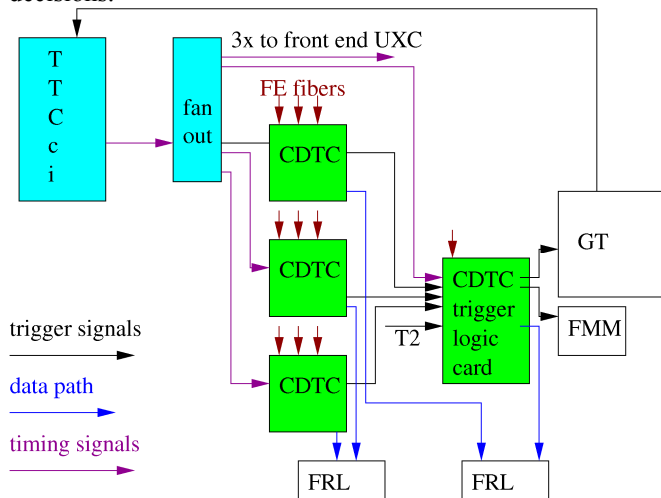 decisions.
T
T
C
c
i
3x to front end UXC
fan
out
FE fibers
CDTC
GT
CDTC
CDTC
trigger
logic
card
T2
FMM
CDTC
trigger signals
data path
timing signals
FRL
FRL